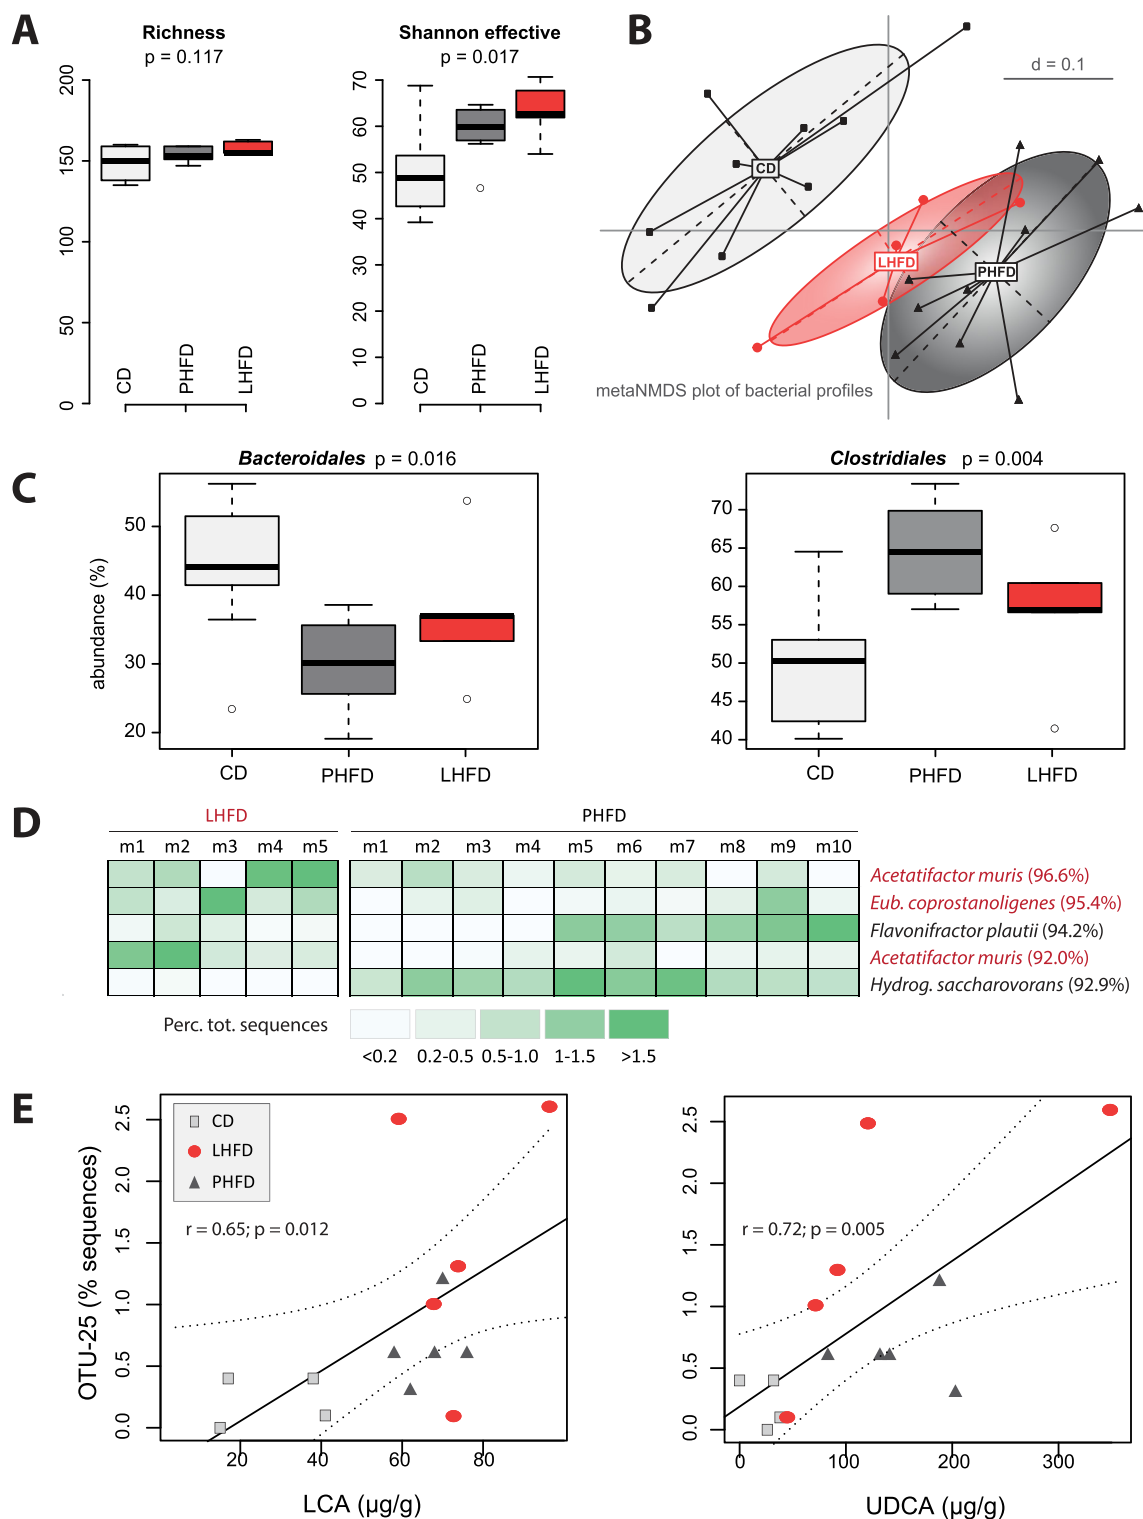 A
Richness
p = 0.117
200
150
100
50
0
CD
PHFD
LHFD
Shannon effective
p = 0.017
70
60
50
40
30
20
10
0
CD
PHFD
LHFD
B
d = 0.1
CD
LHFD
PHFD
metaNMDS plot of bacterial profiles
C
Bacteroidales p = 0.016
abundance (%)
50
40
30
20
CD
PHFD
LHFD
Clostridiales p = 0.004
70
65
60
55
50
45
40
CD
PHFD
LHFD
D
LHFD
PHFD
m1 m2 m3 m4 m5
m1 m2 m3 m4 m5 m6 m7 m8 m9 m10
Acetatifactor muris (96.6%)
Eub. coprostanoligenes (95.4%)
Flavonifractor plautii (94.2%)
Acetatifactor muris (92.0%)
Hydrog. saccharovorans (92.9%)
Perc. tot. sequences
<0.2 0.2-0.5 0.5-1.0 1-1.5 >1.5
E
OTU-25 (% sequences)
2.5
2.0
1.5
1.0
0.5
0.0
CD
LHFD
PHFD
r = 0.65; p = 0.012
20 40 60 80
LCA (µg/g)
2.5
2.0
1.5
1.0
0.5
0.0
r = 0.72; p = 0.005
0 100 200 300
UDCA (µg/g)